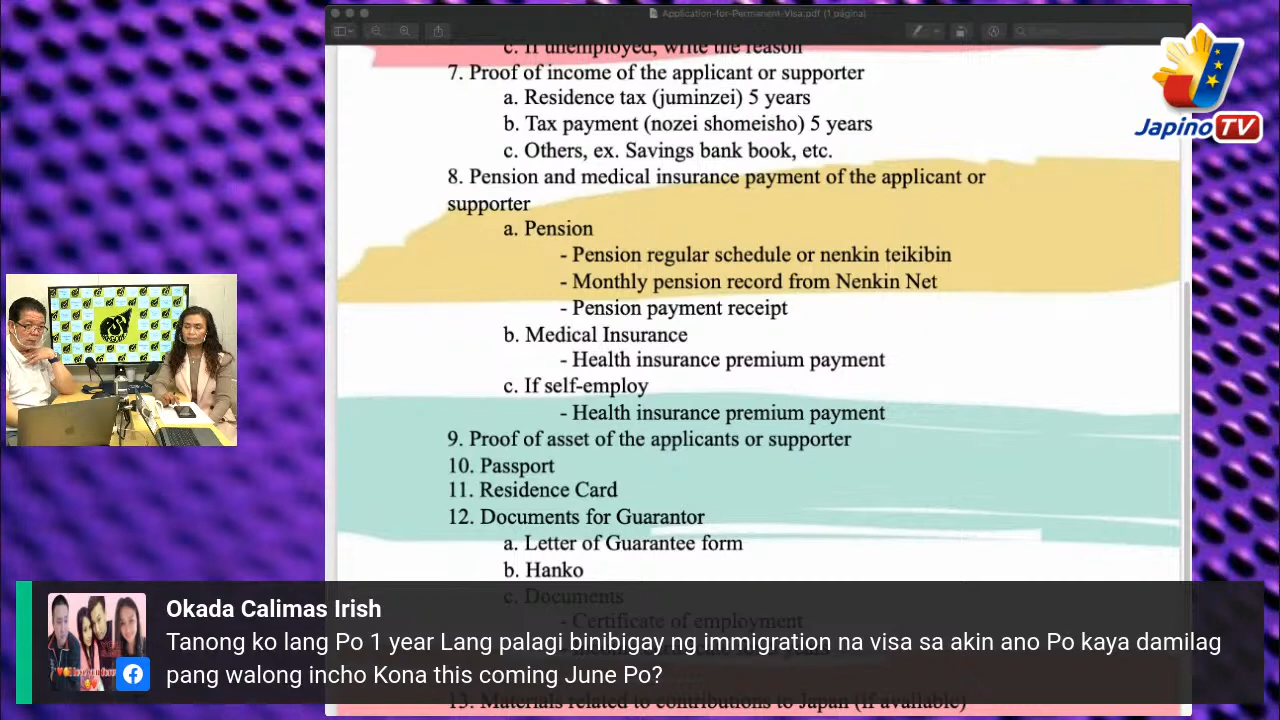 Application-for-Permanent-Visa.pdf (1 página)
c. If unemployed, write the reason
7. Proof of income of the applicant or supporter
a. Residence tax (juminzei) 5 years
b. Tax payment (nozei shomeisho) 5 years
c. Others, ex. Savings bank book, etc.
8. Pension and medical insurance payment of the applicant or
supporter
a. Pension
- Pension regular schedule or nenkin teikibin
- Monthly pension record from Nenkin Net
- Pension payment receipt
b. Medical Insurance
- Health insurance premium payment
c. If self-employ
- Health insurance premium payment
9. Proof of asset of the applicants or supporter
10. Passport
11. Residence Card
12. Documents for Guarantor
a. Letter of Guarantee form
b. Hanko
c. Documents
- Certificate of employment
13. Materials related to contributions to Japan (if available)
Japino TV
Okada Calimas Irish
Tanong ko lang Po 1 year Lang palagi binibigay ng immigration na visa sa akin ano Po kaya damilag
pang walong incho Kona this coming June Po?